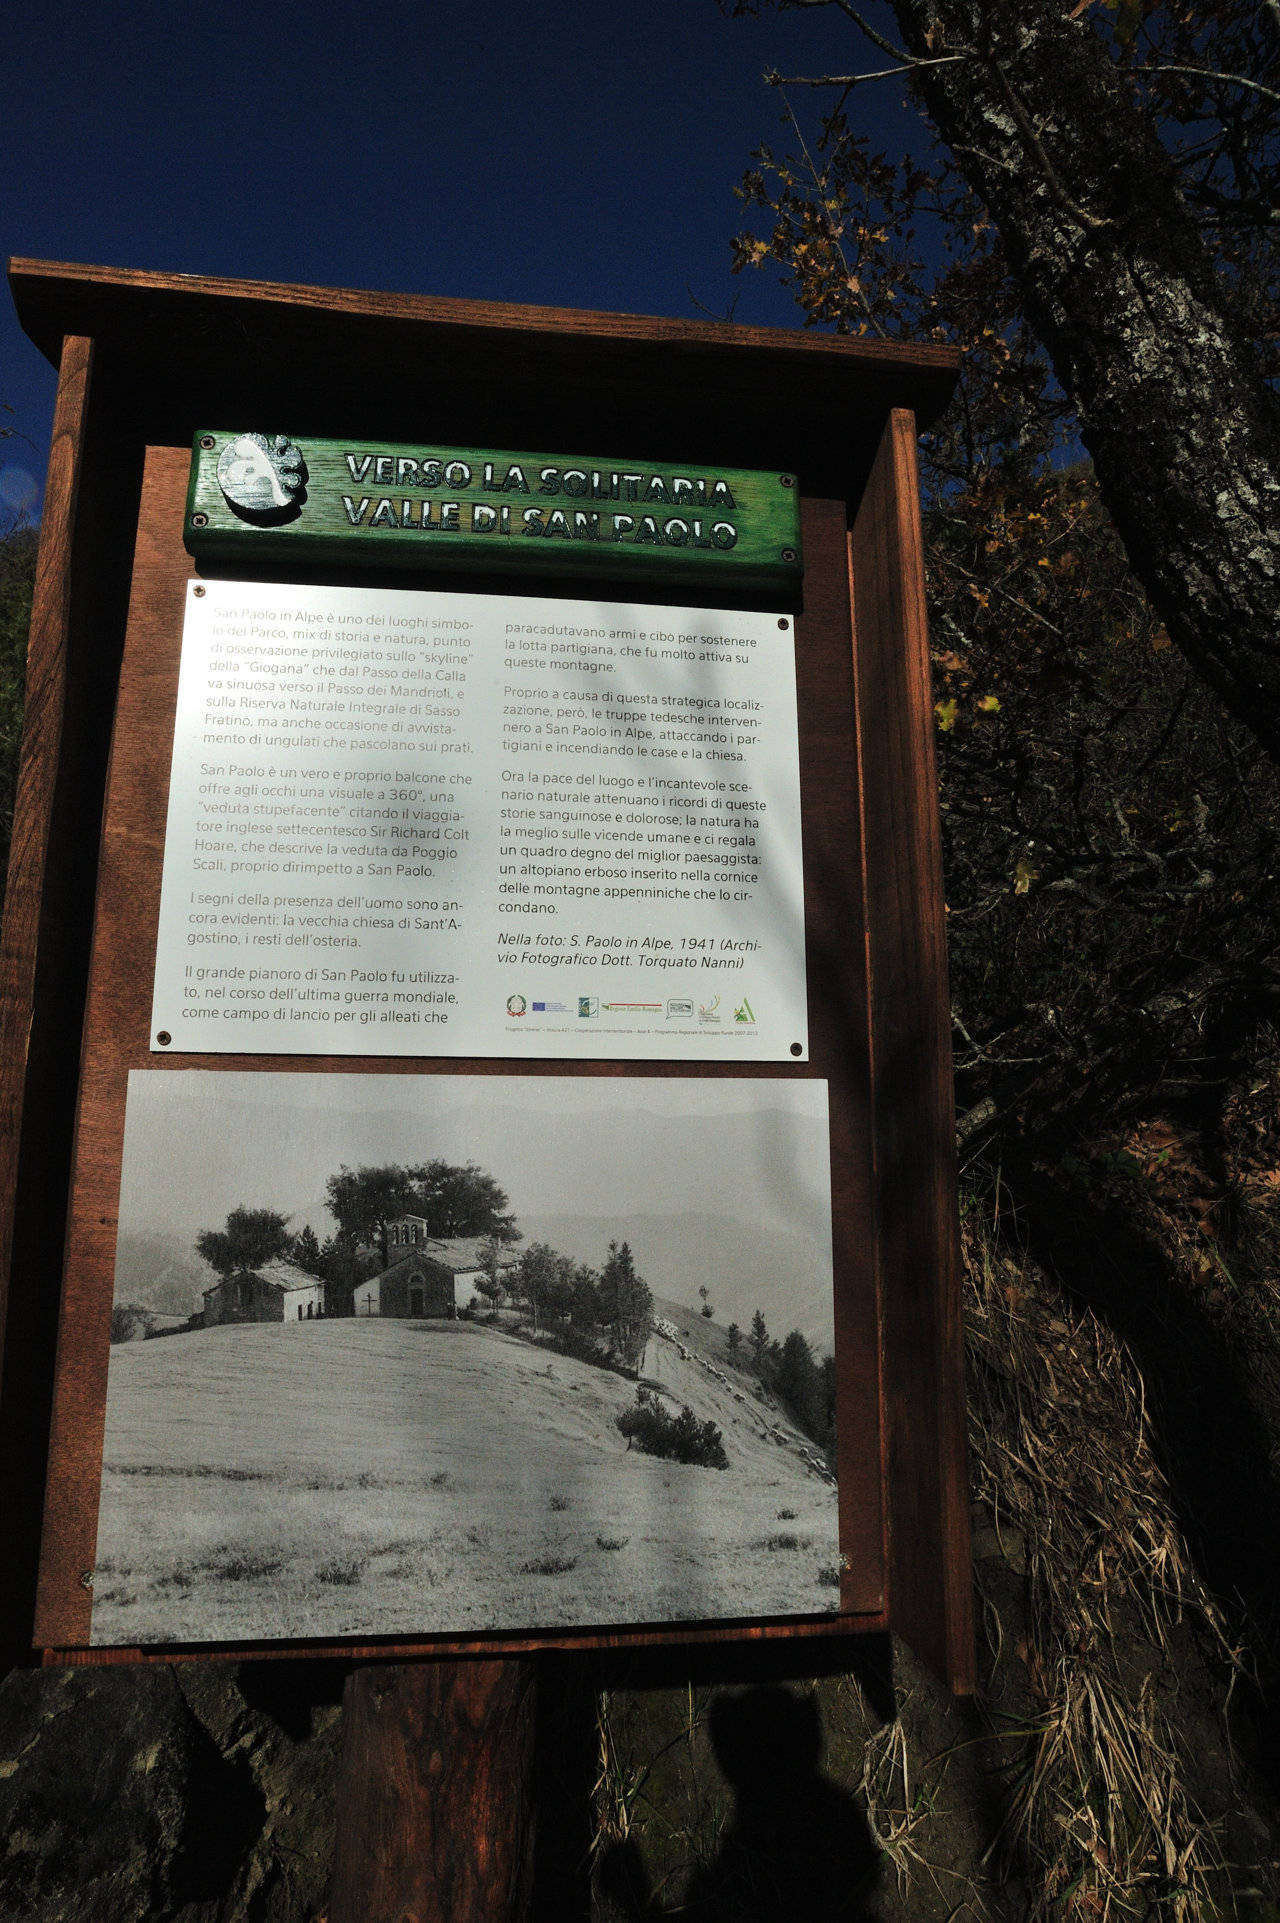 VERSO LA SOLITARIA
VALLE DI SAN PAOLO
San Paolo in Alpe è uno dei luoghi simbo-
lo del Parco, mix di storia e natura, punto
di osservazione privilegiato sullo "skyline"
della "Giogana" che dal Passo della Calla
va sinuosa verso il Passo dei Mandrioli, e
sulla Riserva Naturale Integrale di Sasso
Fratino, ma anche occasione di avvista-
mento di ungulati che pascolano sui prati.
San Paolo è un vero e proprio balcone che
offre agli occhi una visuale a 360°, una
"veduta stupefacente" citando il viaggia-
tore inglese settecentesco Sir Richard Colt
Hoare, che descrive la veduta da Poggio
Scali, proprio dirimpetto a San Paolo.
I segni della presenza dell'uomo sono an-
cora evidenti: la vecchia chiesa di Sant'A-
gostino, i resti dell'osteria.
Il grande pianoro di San Paolo fu utilizza-
to, nel corso dell'ultima guerra mondiale,
come campo di lancio per gli alleati che
paracadutavano armi e cibo per sostenere
la lotta partigiana, che fu molto attiva su
queste montagne.
Proprio a causa di questa strategica localiz-
zazione, però, le truppe tedesche interven-
nero a San Paolo in Alpe, attaccando i par-
tigiani e incendiando le case e la chiesa.
Ora la pace del luogo e l'incantevole sce-
nario naturale attenuano i ricordi di queste
storie sanguinose e dolorose; la natura ha
la meglio sulle vicende umane e ci regala
un quadro degno del miglior paesaggista:
un altopiano erboso inserito nella cornice
delle montagne appenniniche che lo cir-
condano.
Nella foto: S. Paolo in Alpe, 1941 (Archi-
vio Fotografico Dott. Torquato Nanni)
Regione Emilia-Romagna